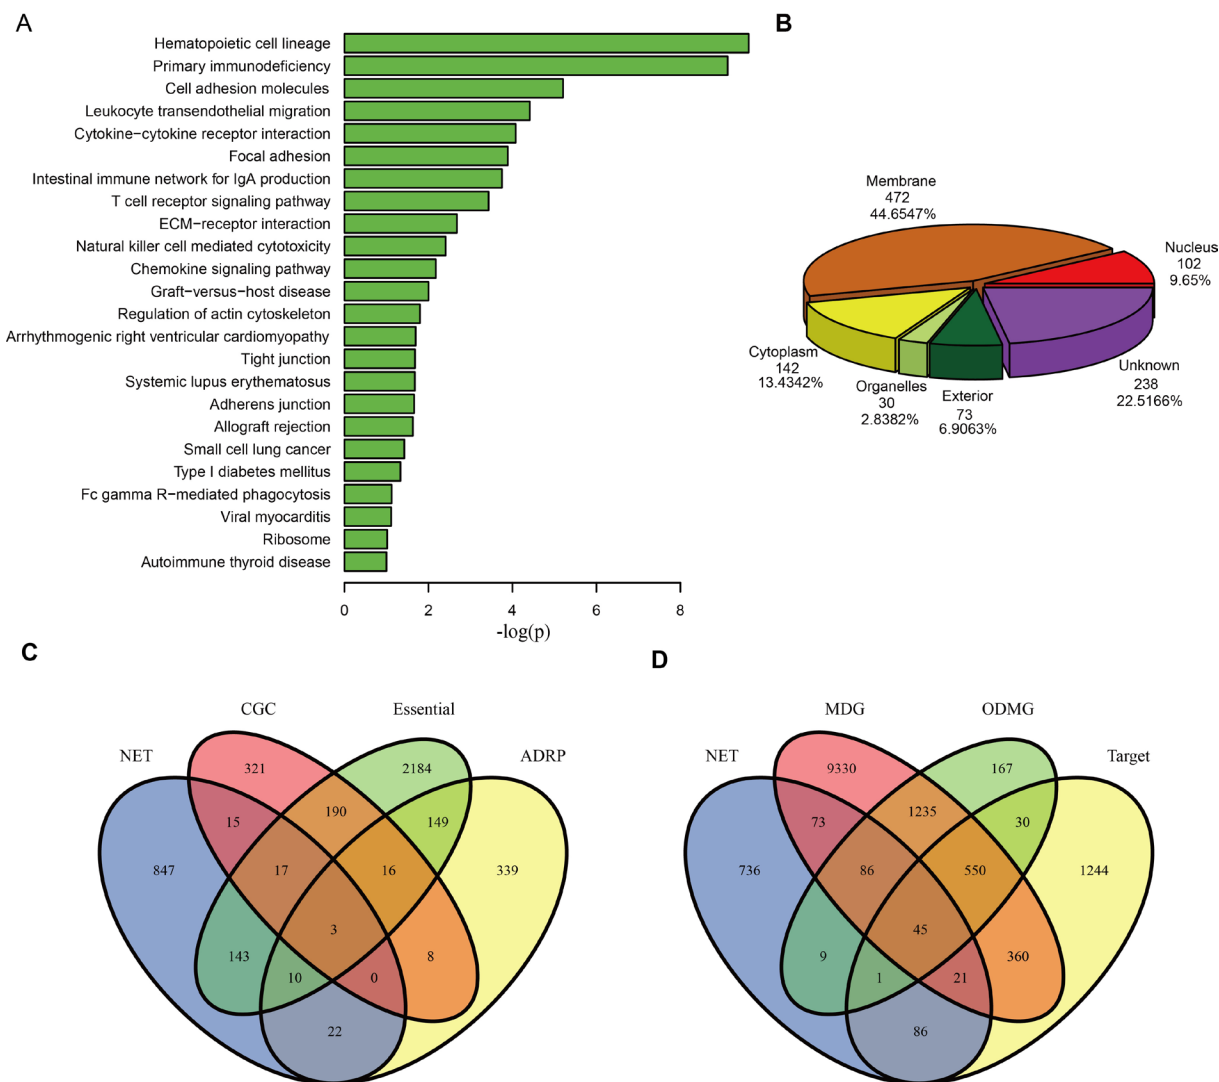 A
Hematopoietic cell lineage
Primary immunodeficiency
Cell adhesion molecules
Leukocyte transendothelial migration
Cytokine−cytokine receptor interaction
Focal adhesion
Intestinal immune network for IgA production
T cell receptor signaling pathway
ECM−receptor interaction
Natural killer cell mediated cytotoxicity
Chemokine signaling pathway
Graft−versus−host disease
Regulation of actin cytoskeleton
Arrhythmogenic right ventricular cardiomyopathy
Tight junction
Systemic lupus erythematosus
Adherens junction
Allograft rejection
Small cell lung cancer
Type I diabetes mellitus
Fc gamma R−mediated phagocytosis
Viral myocarditis
Ribosome
Autoimmune thyroid disease
0 2 4 6 8
-log(p)
B
Membrane
472
44.6547%
Nucleus
102
9.65%
Cytoplasm
142
13.4342%
Organelles
30
2.8382%
Exterior
73
6.9063%
Unknown
238
22.5166%
C
CGC Essential
NET ADRP
321 2184
190
15 149
847 17 16 339
3
143 10 0 8
22
D
MDG ODMG
NET Target
9330 167
1235
73 30
736 86 550 1244
45
9 1 21 360
86